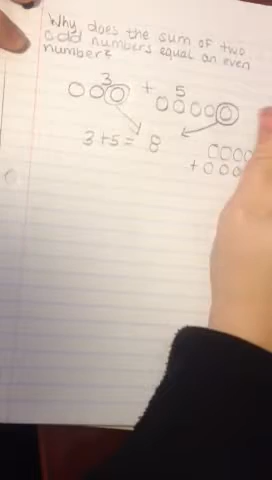 Why does the sum of two
odd numbers equal an even
number?
3 + 5
3+5= 8
+